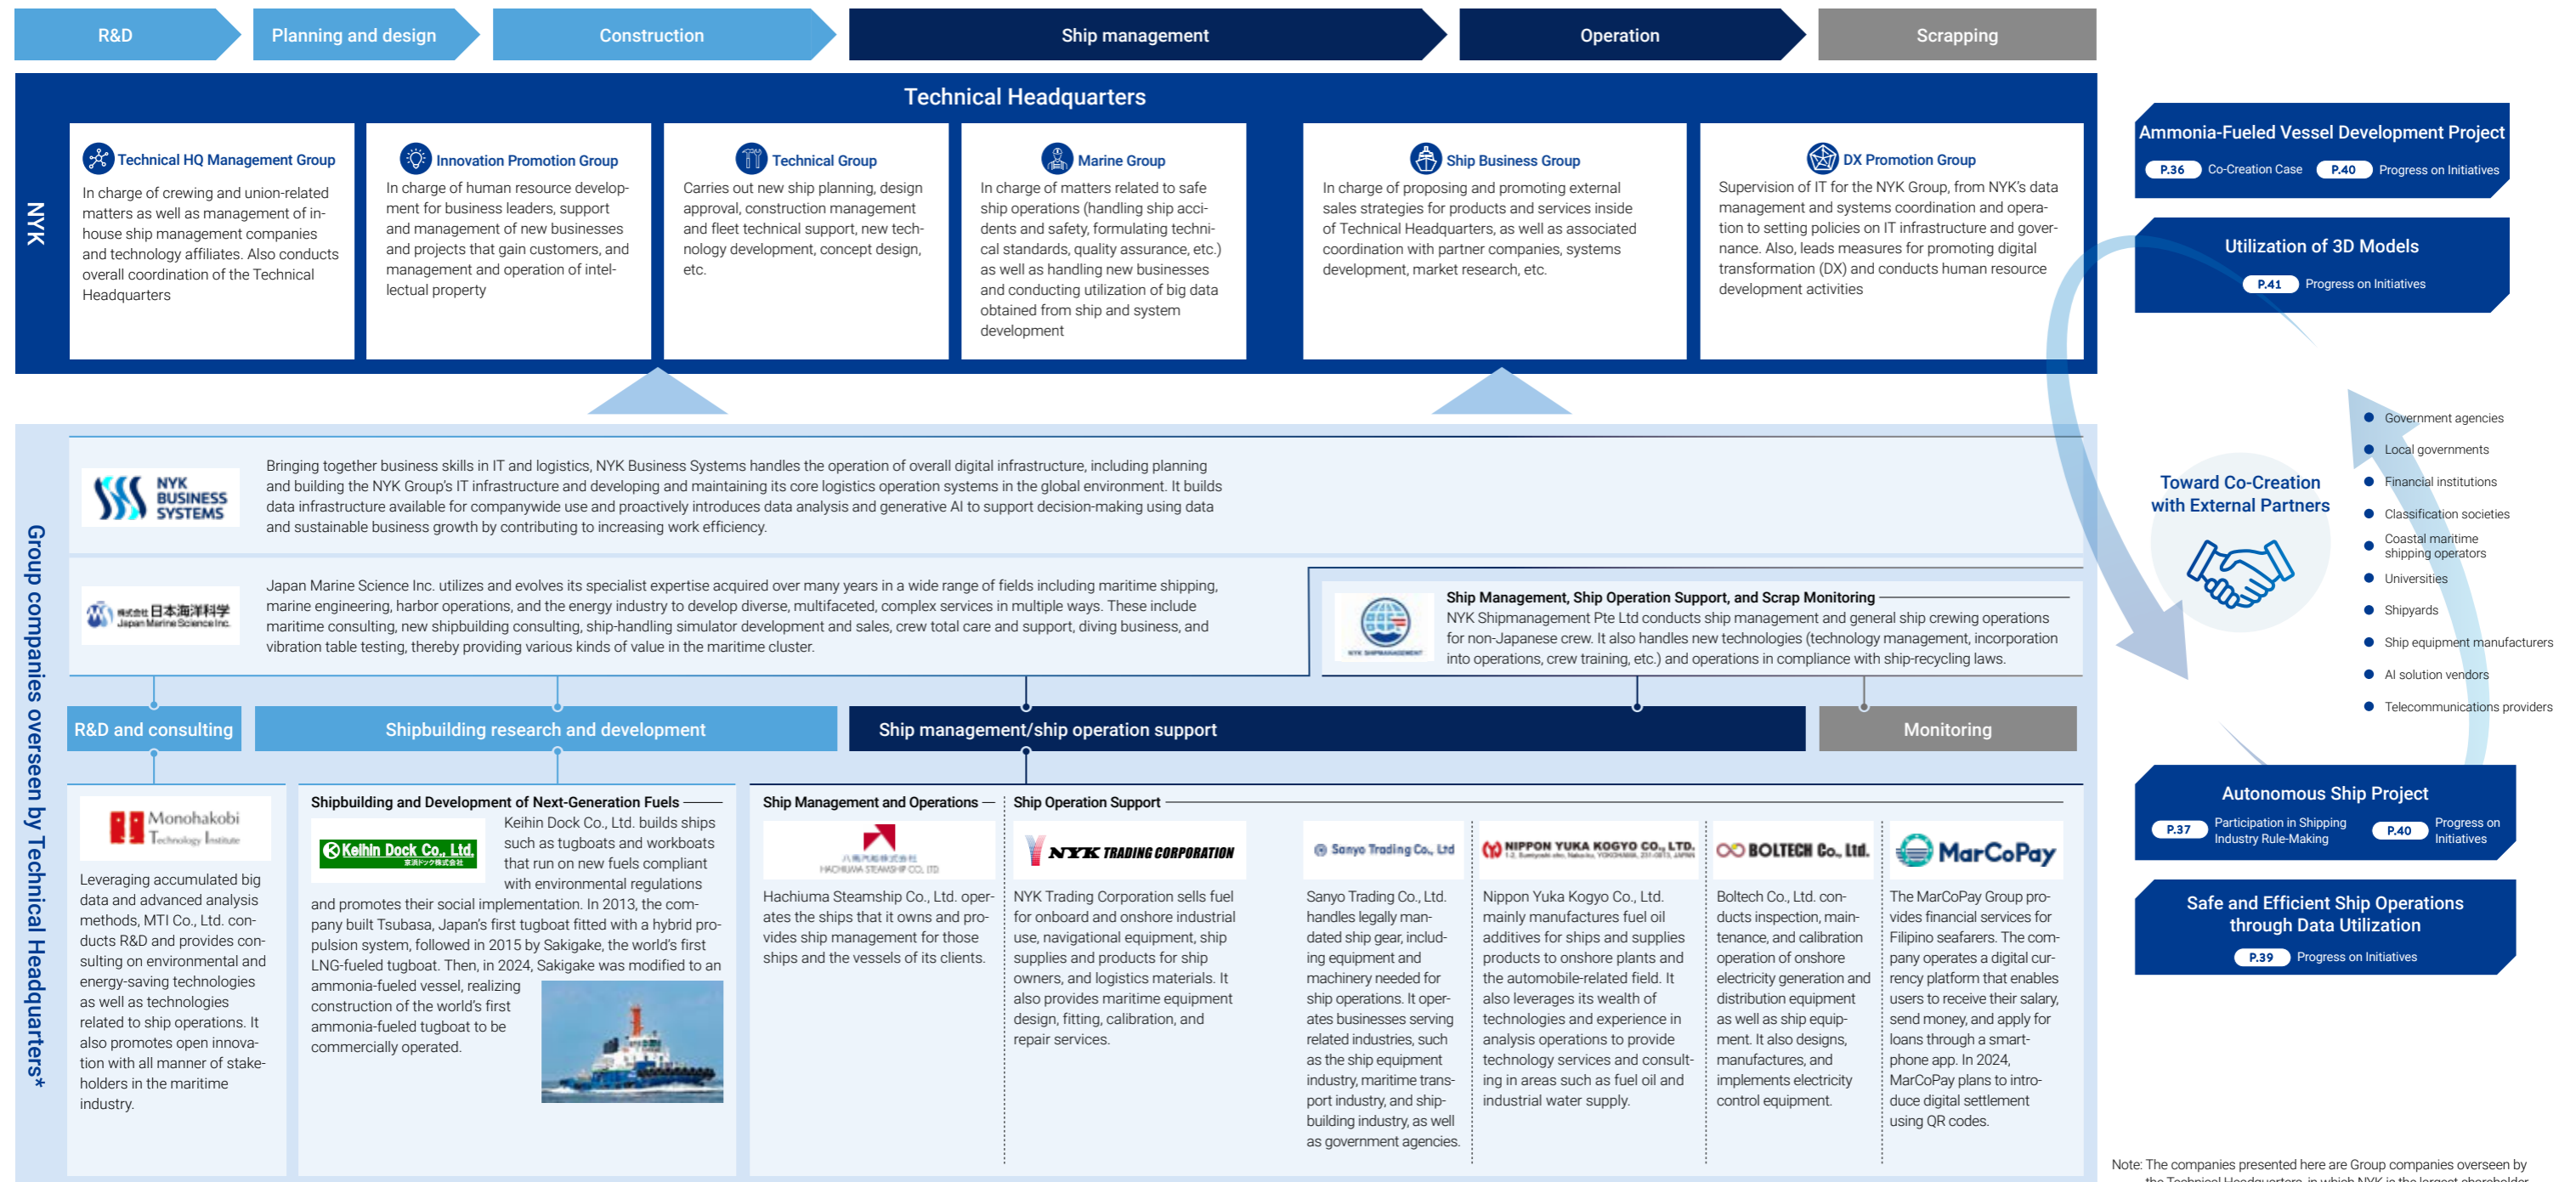 R&D
Planning and design
Construction
Ship management
Operation
Scrapping
NYK
Technical Headquarters
Technical HQ Management Group
In charge of crewing and union-related
matters as well as management of in-
house ship management companies
and technology affiliates. Also conducts
overall coordination of the Technical
Headquarters
Innovation Promotion Group
In charge of human resource develop-
ment for business leaders, support
and management of new businesses
and projects that gain customers, and
management and operation of intel-
lectual property
Technical Group
Carries out new ship planning, design
approval, construction management
and fleet technical support, new tech-
nology development, concept design,
etc.
Marine Group
In charge of matters related to safe
ship operations (handling ship acci-
dents and safety, formulating techni-
cal standards, quality assurance, etc.)
as well as handling new businesses
and conducting utilization of big data
obtained from ship and system
development
Ship Business Group
In charge of proposing and promoting external
sales strategies for products and services inside
of Technical Headquarters, as well as associated
coordination with partner companies, systems
development, market research, etc.
DX Promotion Group
Supervision of IT for the NYK Group, from NYK's data
management and systems coordination and opera-
tion to setting policies on IT infrastructure and gover-
nance. Also, leads measures for promoting digital
transformation (DX) and conducts human resource
development activities
Group companies overseen by Technical Headquarters*
NYK
BUSINESS
SYSTEMS
Bringing together business skills in IT and logistics, NYK Business Systems handles the operation of overall digital infrastructure, including planning
and building the NYK Group's IT infrastructure and developing and maintaining its core logistics operation systems in the global environment. It builds
data infrastructure available for companywide use and proactively introduces data analysis and generative AI to support decision-making using data
and sustainable business growth by contributing to increasing work efficiency.
株式会社 日本海洋科学
Japan Marine Science Inc.
Japan Marine Science Inc. utilizes and evolves its specialist expertise acquired over many years in a wide range of fields including maritime shipping,
marine engineering, harbor operations, and the energy industry to develop diverse, multifaceted, complex services in multiple ways. These include
maritime consulting, new shipbuilding consulting, ship-handling simulator development and sales, crew total care and support, diving business, and
vibration table testing, thereby providing various kinds of value in the maritime cluster.
NYK SHIPMANAGEMENT
Ship Management, Ship Operation Support, and Scrap Monitoring
NYK Shipmanagement Pte Ltd conducts ship management and general ship crewing operations
for non-Japanese crew. It also handles new technologies (technology management, incorporation
into operations, crew training, etc.) and operations in compliance with ship-recycling laws.
R&D and consulting
Shipbuilding research and development
Ship management/ship operation support
Monitoring
Monohakobi
Technology Institute
Leveraging accumulated big
data and advanced analysis
methods, MTI Co., Ltd. con-
ducts R&D and provides con-
sulting on environmental and
energy-saving technologies
as well as technologies
related to ship operations. It
also promotes open innova-
tion with all manner of stake-
holders in the maritime
industry.
Shipbuilding and Development of Next-Generation Fuels
Keihin Dock Co., Ltd.
京浜ドック株式会社
Keihin Dock Co., Ltd. builds ships
such as tugboats and workboats
that run on new fuels compliant
with environmental regulations
and promotes their social implementation. In 2013, the com-
pany built Tsubasa, Japan's first tugboat fitted with a hybrid pro-
pulsion system, followed in 2015 by Sakigake, the world's first
LNG-fueled tugboat. Then, in 2024, Sakigake was modified to an
ammonia-fueled vessel, realizing
construction of the world's first
ammonia-fueled tugboat to be
commercially operated.
Ship Management and Operations
八馬汽船株式会社
HACHIUMA STEAMSHIP CO., LTD.
Hachiuma Steamship Co., Ltd. oper-
ates the ships that it owns and pro-
vides ship management for those
ships and the vessels of its clients.
Ship Operation Support
NYK TRADING CORPORATION
NYK Trading Corporation sells fuel
for onboard and onshore industrial
use, navigational equipment, ship
supplies and products for ship
owners, and logistics materials. It
also provides maritime equipment
design, fitting, calibration, and
repair services.
Sanyo Trading Co., Ltd
Sanyo Trading Co., Ltd.
handles legally man-
dated ship gear, includ-
ing equipment and
machinery needed for
ship operations. It oper-
ates businesses serving
related industries, such
as the ship equipment
industry, maritime trans-
port industry, and ship-
building industry, as well
as government agencies.
NIPPON YUKA KOGYO CO., LTD.
Nippon Yuka Kogyo Co., Ltd.
mainly manufactures fuel oil
additives for ships and supplies
products to onshore plants and
the automobile-related field. It
also leverages its wealth of
technologies and experience in
analysis operations to provide
technology services and consult-
ing in areas such as fuel oil and
industrial water supply.
BOLTECH Co., Ltd.
Boltech Co., Ltd. con-
ducts inspection, main-
tenance, and calibration
operation of onshore
electricity generation and
distribution equipment
as well as ship equip-
ment. It also designs,
manufactures, and
implements electricity
control equipment.
MarCoPay
The MarCoPay Group pro-
vides financial services for
Filipino seafarers. The com-
pany operates a digital cur-
rency platform that enables
users to receive their salary,
send money, and apply for
loans through a smart-
phone app. In 2024,
MarCoPay plans to intro-
duce digital settlement
using QR codes.
Ammonia-Fueled Vessel Development Project
P.36 Co-Creation Case P.40 Progress on Initiatives
Utilization of 3D Models
P.41 Progress on Initiatives
Toward Co-Creation
with External Partners
Government agencies
Local governments
Financial institutions
Classification societies
Coastal maritime
shipping operators
Universities
Shipyards
Ship equipment manufacturers
AI solution vendors
Telecommunications providers
Autonomous Ship Project
P.37 Participation in Shipping
Industry Rule-Making
P.40 Progress on
Initiatives
Safe and Efficient Ship Operations
through Data Utilization
P.39 Progress on Initiatives
Note: The companies presented here are Group companies overseen by
the Technical Headquarters, in which NYK is the largest shareholder